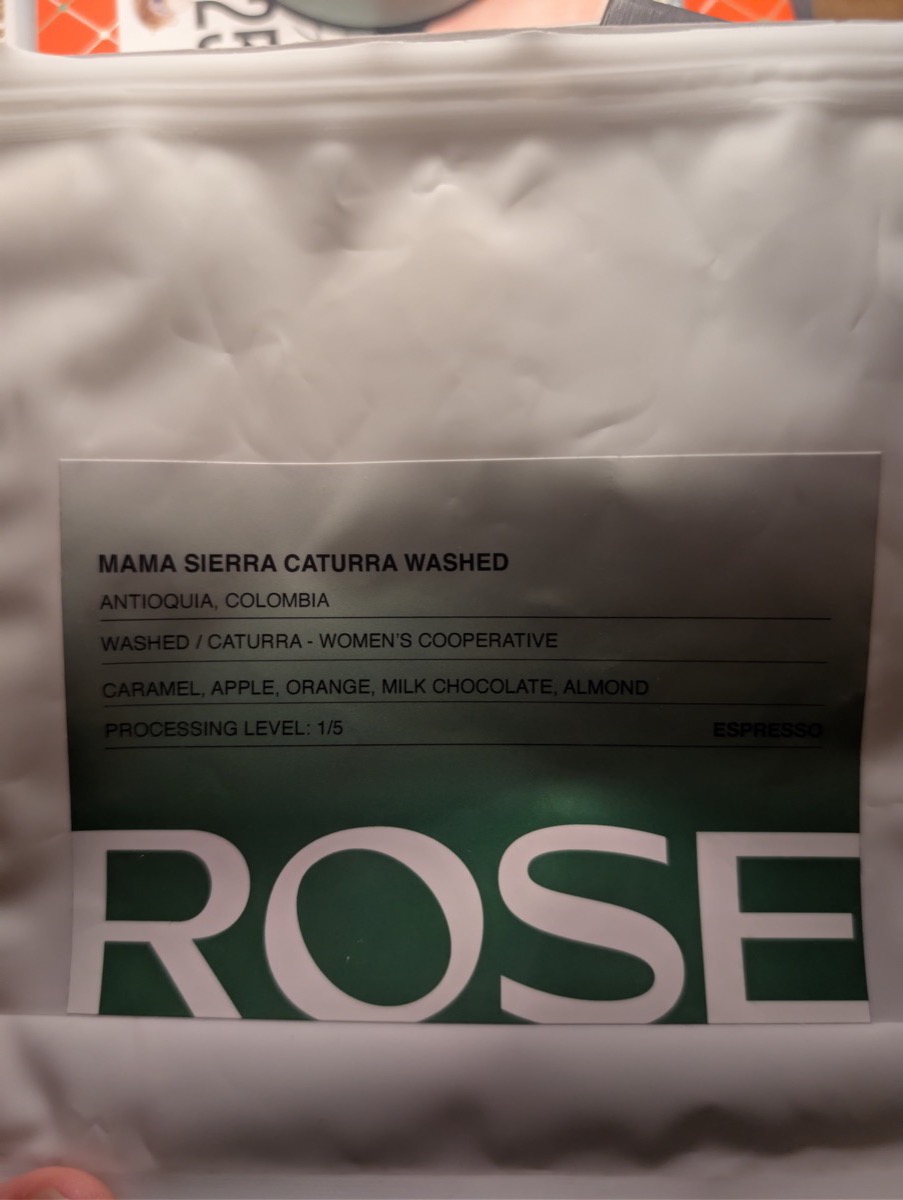 25
MAMA SIERRA CATURRA WASHED
ANTIOQUIA, COLOMBIA
WASHED / CATURRA - WOMEN'S COOPERATIVE
CARAMEL, APPLE, ORANGE, MILK CHOCOLATE, ALMOND
PROCESSING LEVEL: 1/5 ESPRESSO
ROSE